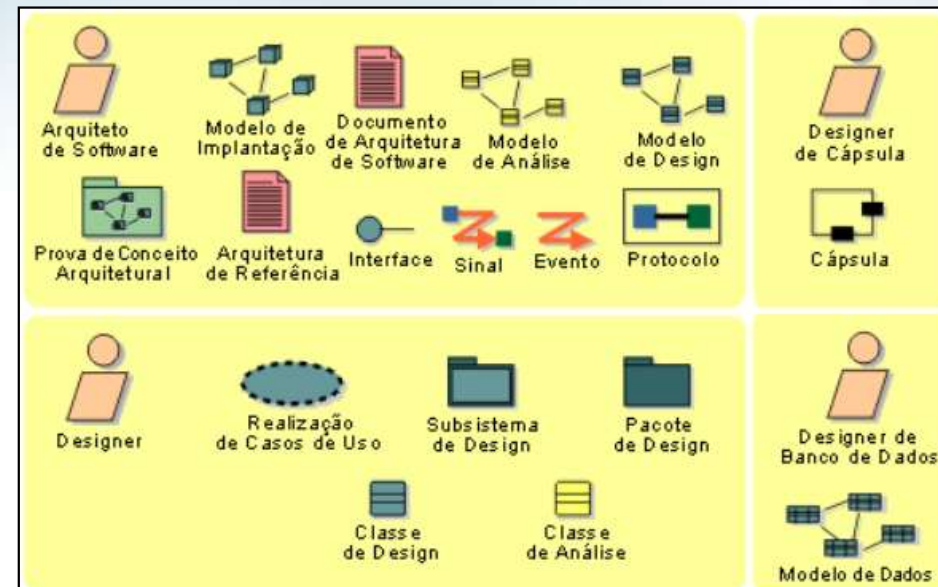 Arquiteto
de Software
Modelo de
Implantação
Documento
de Arquitetura
de Software
Modelo
de Análise
Modelo
de Design
Prova de Conceito
Arquitetural
Arquitetura
de Referência
Interface
Sinal
Evento
Protocolo
Designer
de Cápsula
Cápsula
Designer
Realização
de Casos de Uso
Subsistema
de Design
Pacote
de Design
Classe
de Design
Classe
de Análise
Designer de
Banco de Dados
Modelo de Dados